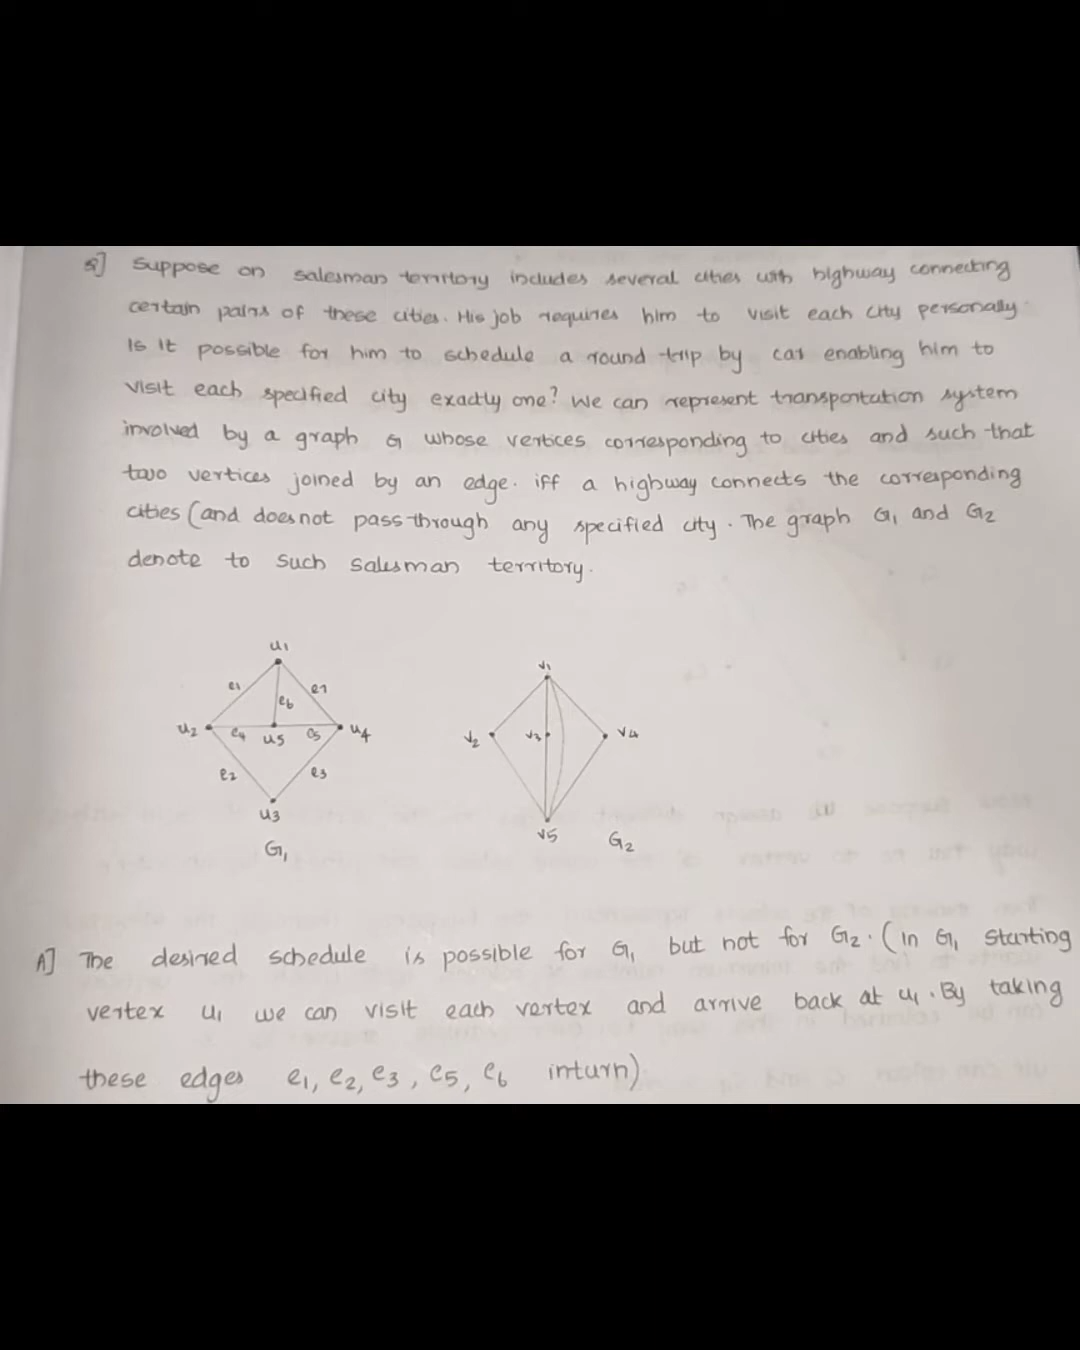 Q] Suppose on salesman territory includes several cities with highway connecting
certain pairs of these cities. His job requires him to visit each city personally.
Is it possible for him to schedule a round trip by car enabling him to
visit each specified city exactly one? We can represent transportation system
involved by a graph G whose vertices corresponding to cities and such that
two vertices joined by an edge. iff a highway connects the corresponding
cities (and does not pass through any specified city. The graph G1 and G2
denote to such salesman territory.
u1
e1 e7
e6
u2 e4 u5 e5 u4
e2 e3
u3
G1
v1
v2 v3 v4
v5
G2
A] The desired schedule is possible for G1 but not for G2. (In G1 starting
vertex u1 we can visit each vertex and arrive back at u1. By taking
these edges e1, e2, e3, e5, e6 inturn)